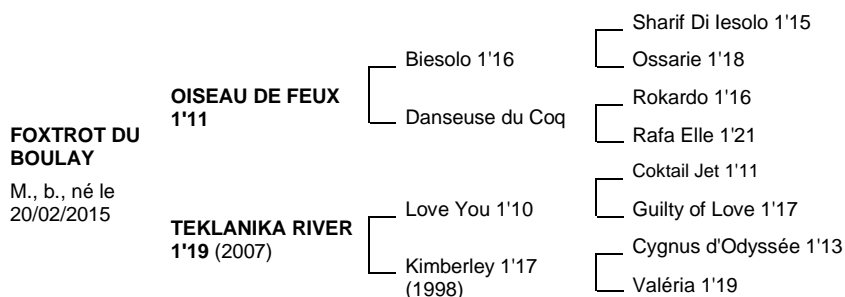 FOXTROT DU
BOULAY
M., b., né le
20/02/2015
OISEAU DE FEUX
1'11
TEKLANIKA RIVER
1'19 (2007)
Biesolo 1'16
Danseuse du Coq
Love You 1'10
Kimberley 1'17
(1998)
Sharif Di Iesolo 1'15
Ossarie 1'18
Rokardo 1'16
Rafa Elle 1'21
Coktail Jet 1'11
Guilty of Love 1'17
Cygnus d'Odyssée 1'13
Valéria 1'19